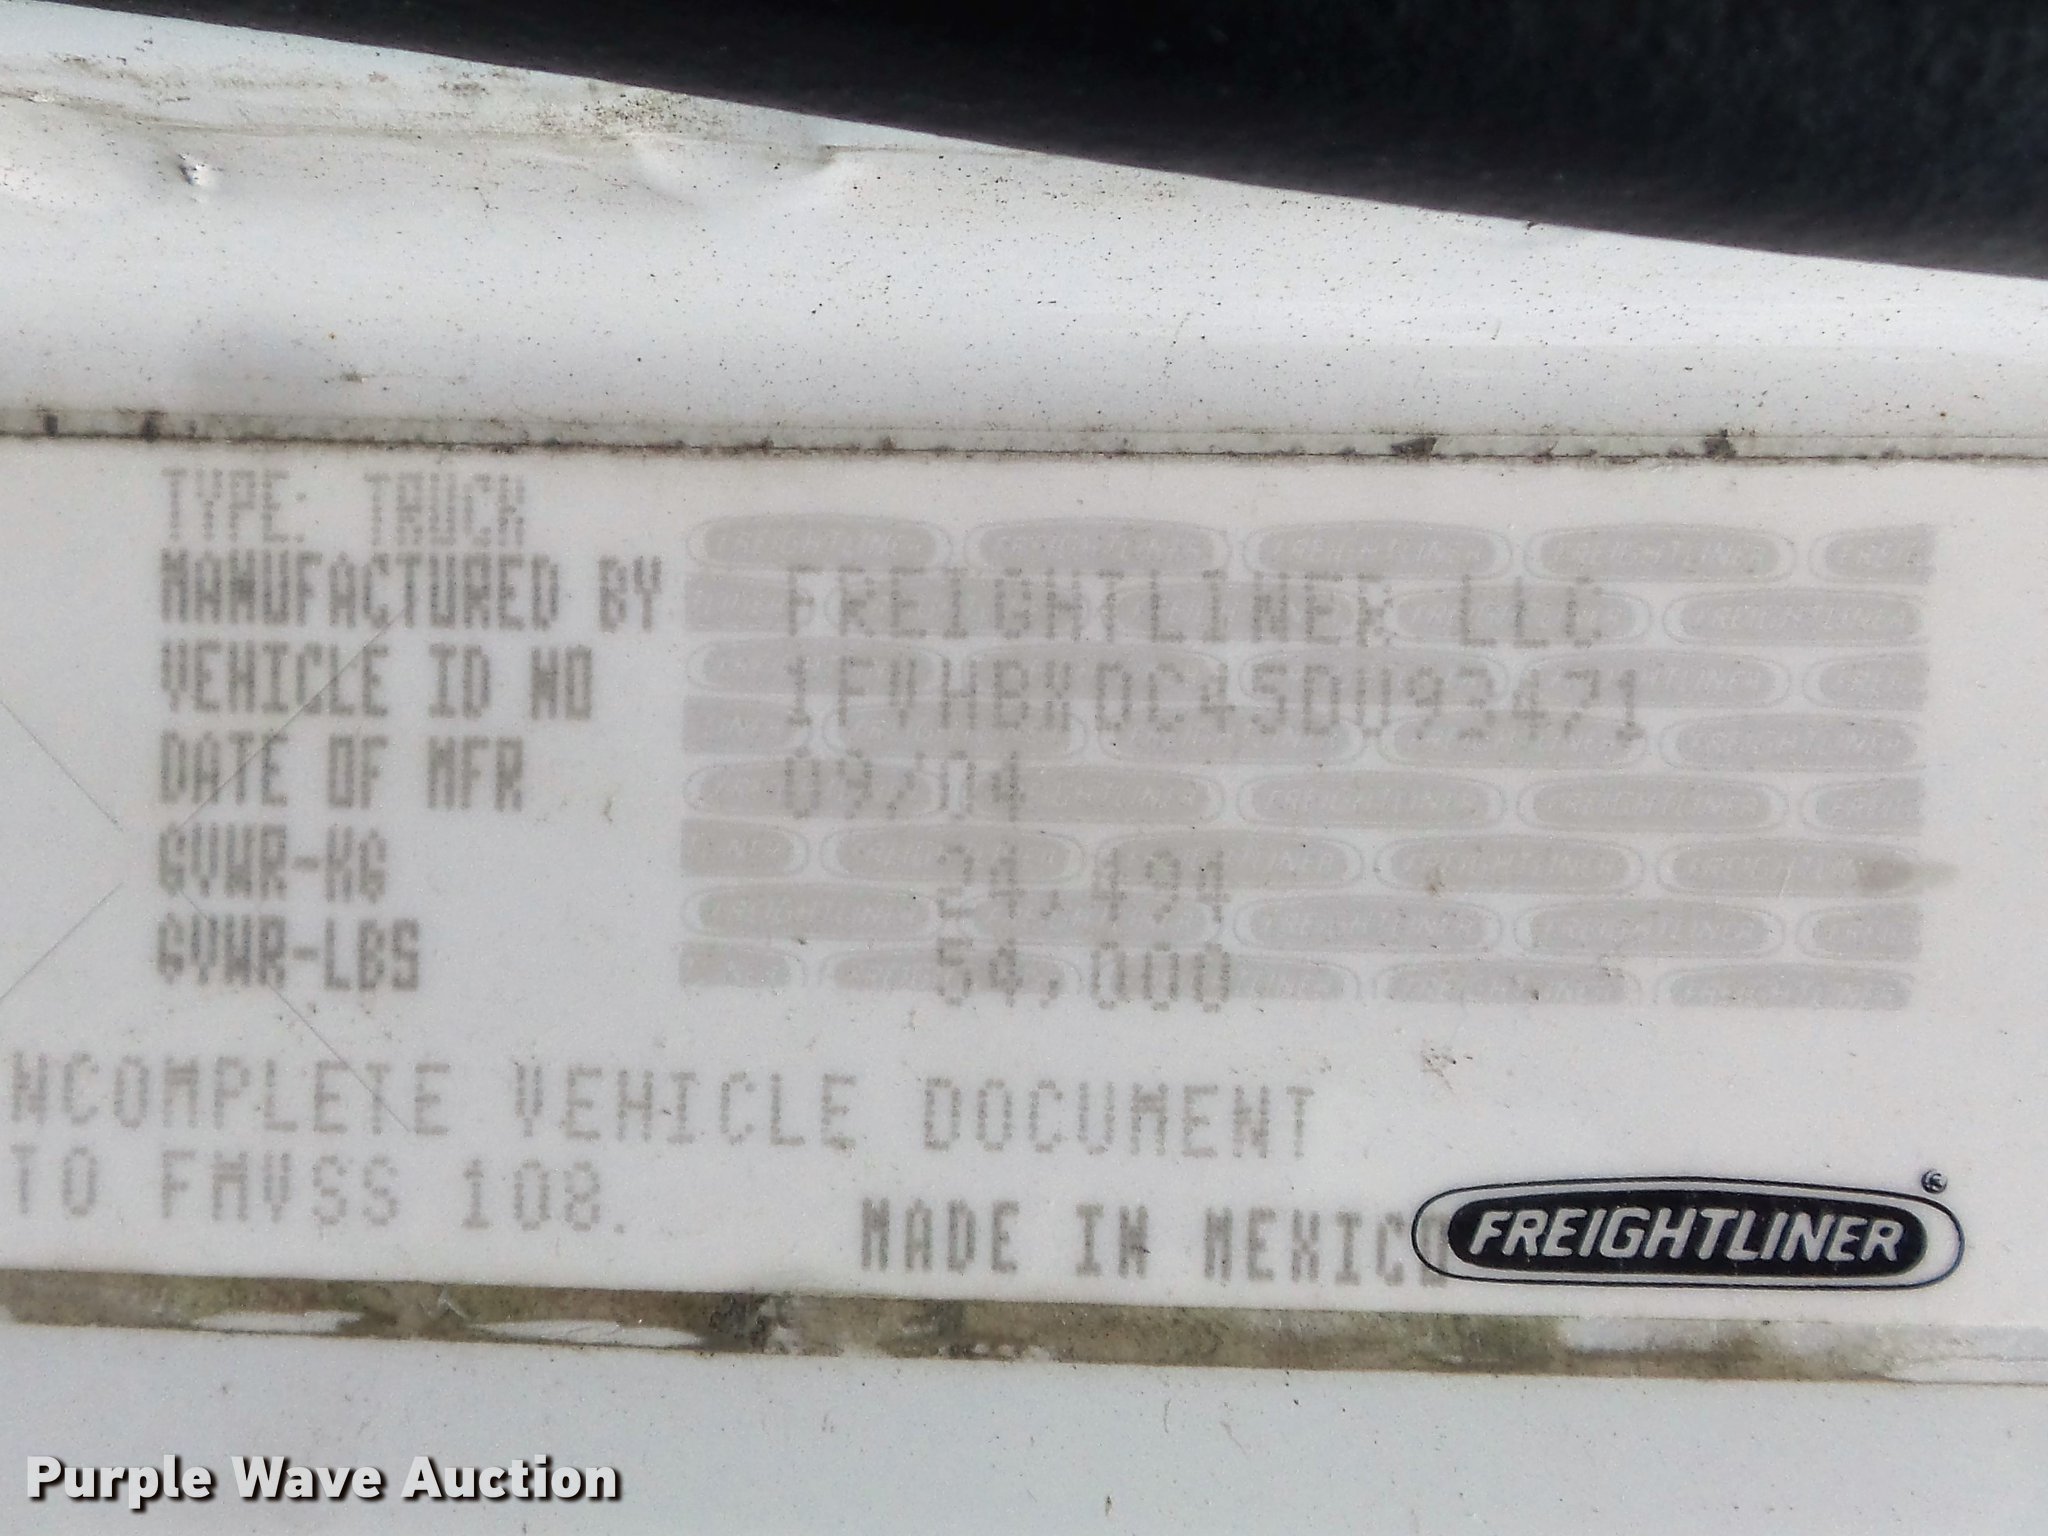 TYPE: TRUCK
MANUFACTURED BY FREIGHTLINER LLC
VEHICLE ID NO 1FVHBXDC45DU93471
DATE OF MFR 09/04
GVWR-KG 24,494
GVWR-LBS 54,000
NCOMPLETE VEHICLE DOCUMENT
TO FMVSS 108.
MADE IN MEXICO
FREIGHTLINER
Purple Wave Auction